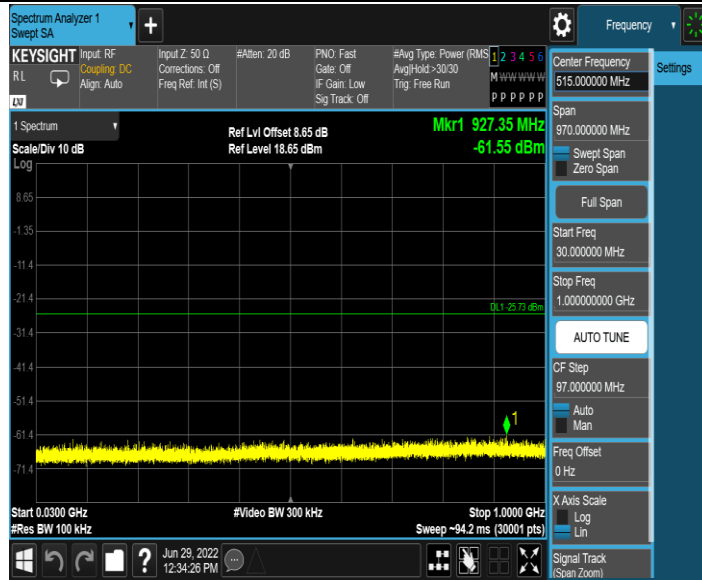 Spectrum Analyzer 1
Swept SA
+
Frequency
KEYSIGHT
RL
LXI
Input: RF
Coupling: DC
Align: Auto
Input Z: 50 Ω
Corrections: Off
Freq Ref: Int (S)
#Atten: 20 dB
PNO: Fast
Gate: Off
IF Gain: Low
Sig Track: Off
#Avg Type: Power (RMS
Avg|Hold:>30/30
Trig: Free Run
1 2 3 4 5 6
M W W W W W
P P P P P P
Settings
1 Spectrum
Scale/Div 10 dB
Log
Ref Lvl Offset 8.65 dB
Ref Level 18.65 dBm
Mkr1 927.35 MHz
-61.55 dBm
8.65
-1.35
-11.4
-21.4
-31.4
-41.4
-51.4
-61.4
-71.4
DL1 -25.73 dBm
1
Start 0.0300 GHz
#Res BW 100 kHz
#Video BW 300 kHz
Stop 1.0000 GHz
Sweep ~94.2 ms (30001 pts)
Center Frequency
515.000000 MHz
Span
970.000000 MHz
Swept Span
Zero Span
Full Span
Start Freq
30.000000 MHz
Stop Freq
1.000000000 GHz
AUTO TUNE
CF Step
97.000000 MHz
Auto
Man
Freq Offset
0 Hz
X Axis Scale
Log
Lin
Signal Track
(Span Zoom)
?
Jun 29, 2022
12:34:26 PM